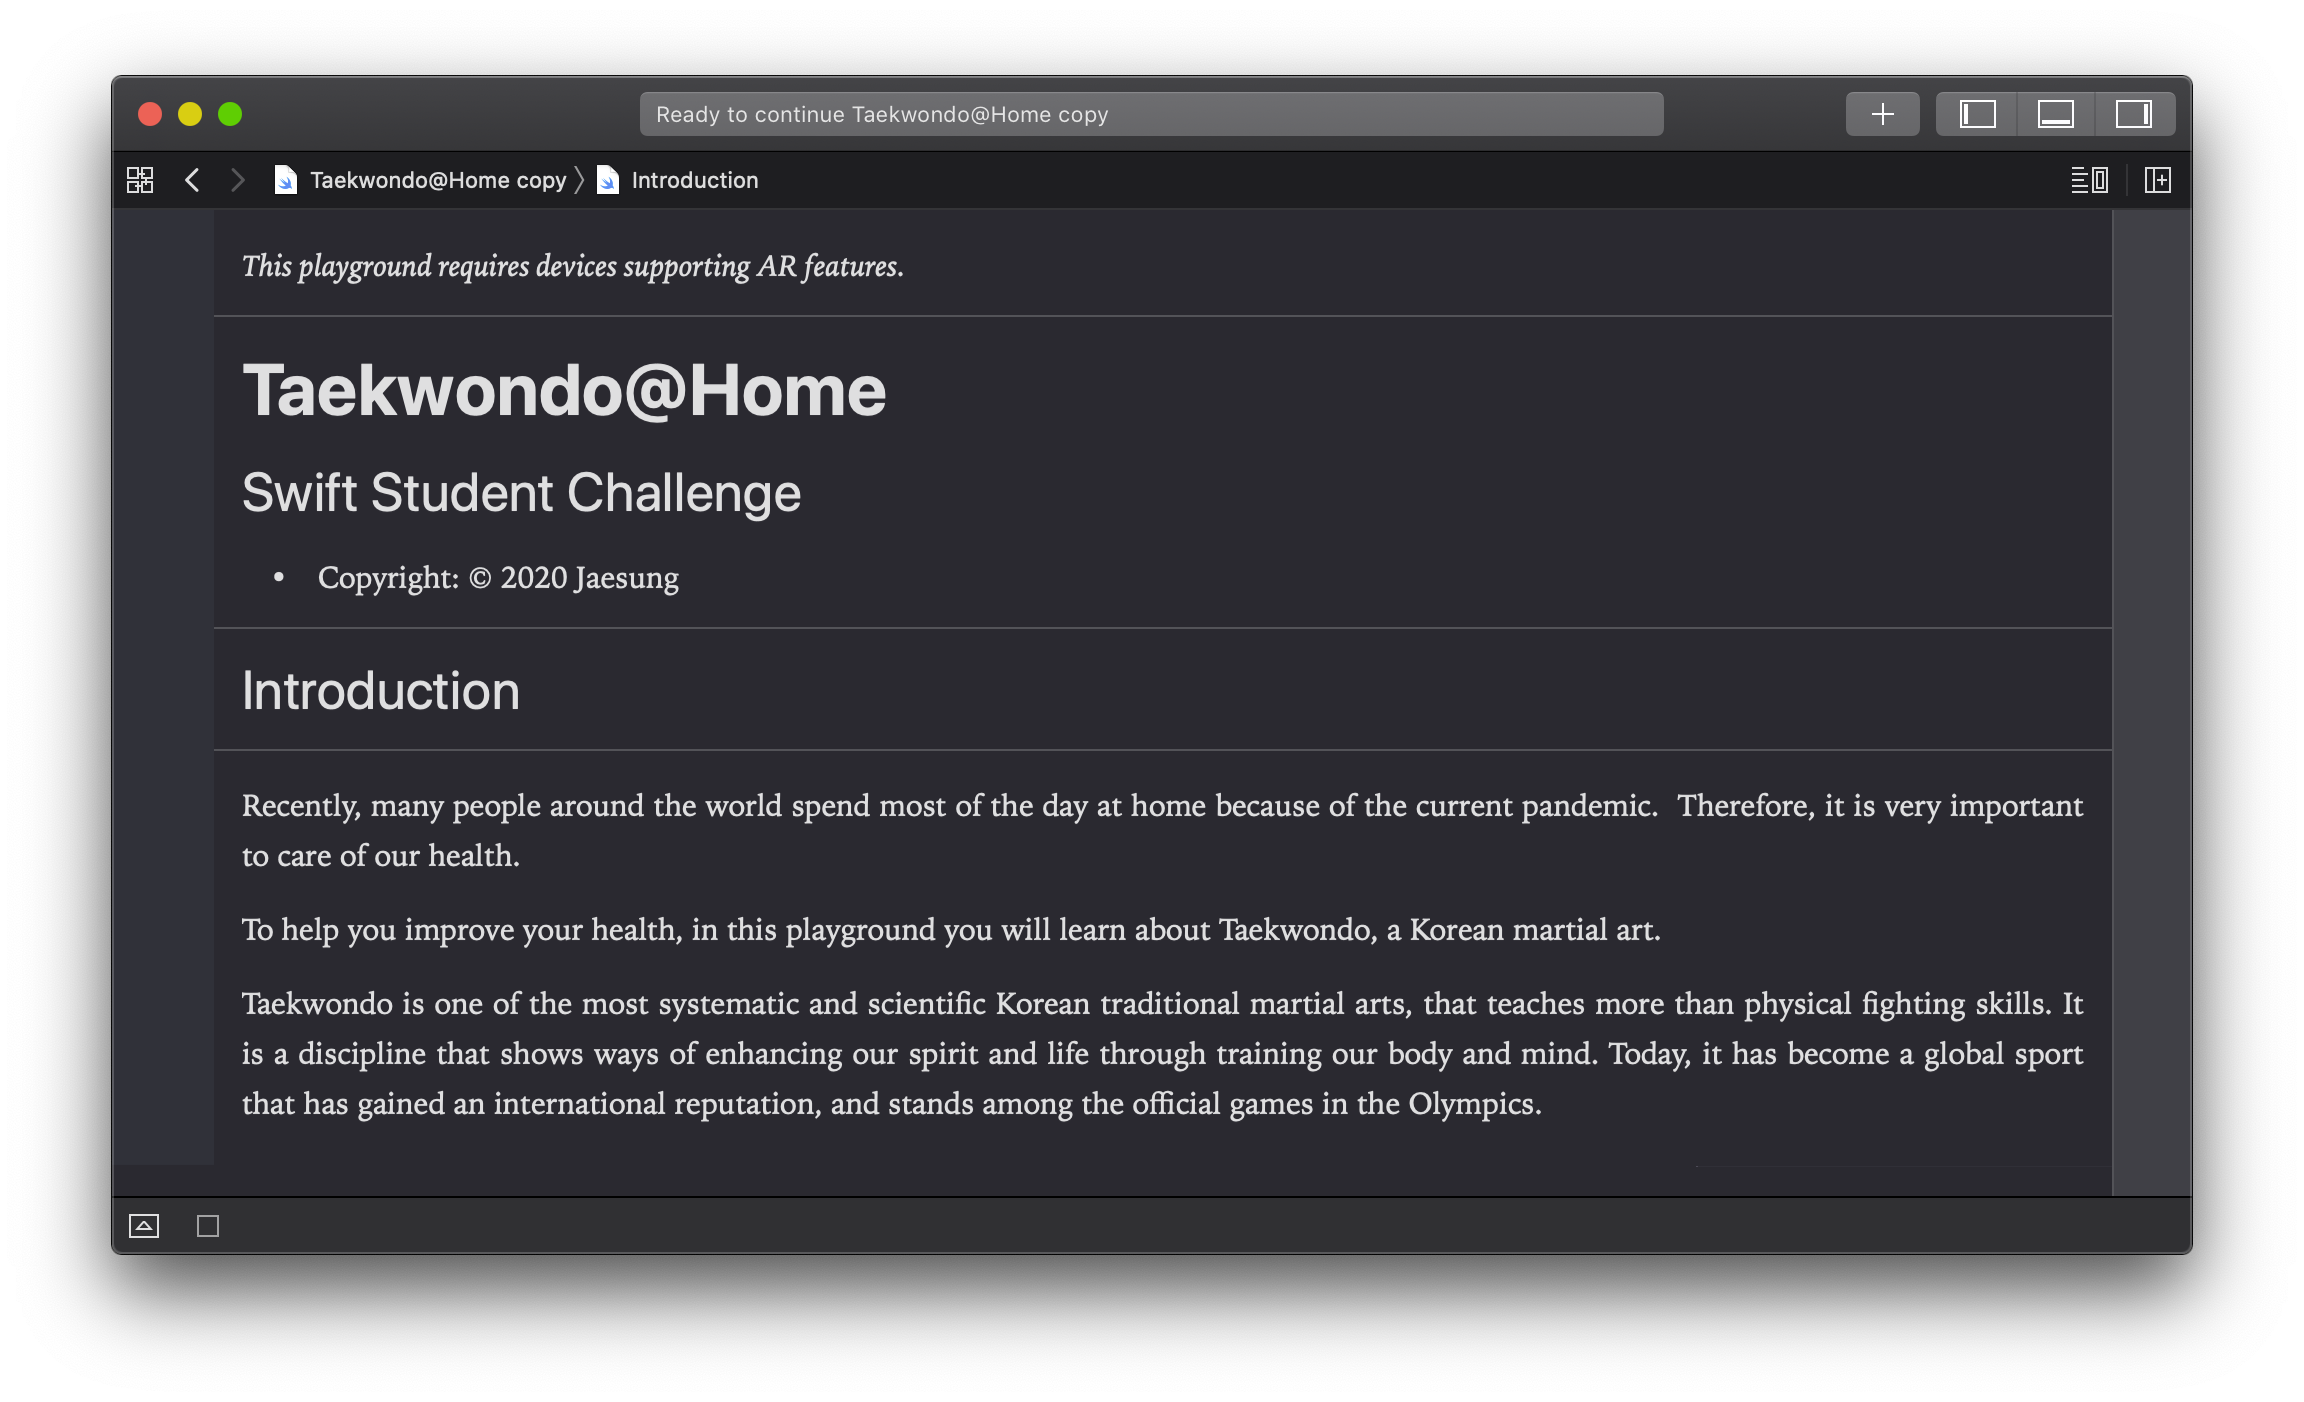 Ready to continue Taekwondo@Home copy
Taekwondo@Home copy
Introduction
This playground requires devices supporting AR features.
Taekwondo@Home
Swift Student Challenge
• Copyright: © 2020 Jaesung
Introduction
Recently, many people around the world spend most of the day at home because of the current pandemic.  Therefore, it is very important
to care of our health.
To help you improve your health, in this playground you will learn about Taekwondo, a Korean martial art.
Taekwondo is one of the most systematic and scientific Korean traditional martial arts, that teaches more than physical fighting skills. It
is a discipline that shows ways of enhancing our spirit and life through training our body and mind. Today, it has become a global sport
that has gained an international reputation, and stands among the official games in the Olympics.